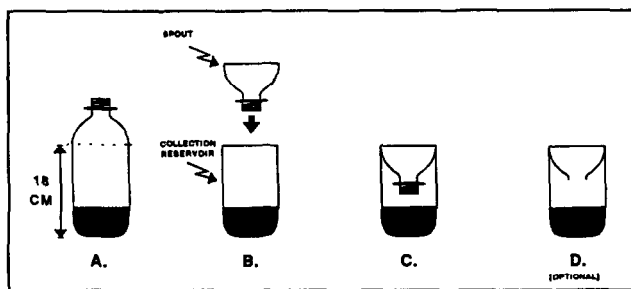 SPOUT
COLLECTION
RESERVOIR
18
CM
A.
B.
C.
D.
[OPTIONAL]